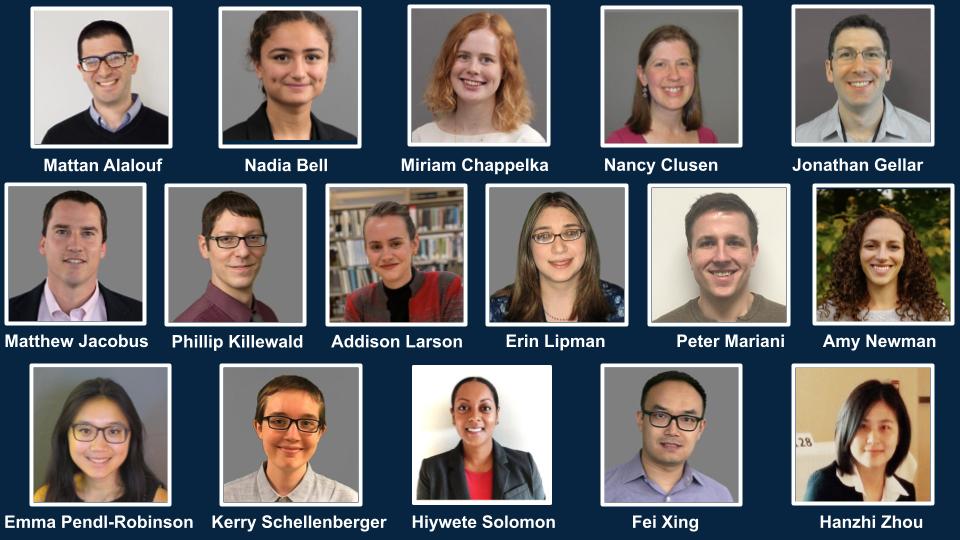 Mattan Alalouf
Nadia Bell
Miriam Chappelka
Nancy Clusen
Jonathan Gellar
Matthew Jacobus
Phillip Killewald
Addison Larson
Erin Lipman
Peter Mariani
Amy Newman
128
Emma Pendl-Robinson
Kerry Schellenberger
Hiywete Solomon
Fei Xing
Hanzhi Zhou